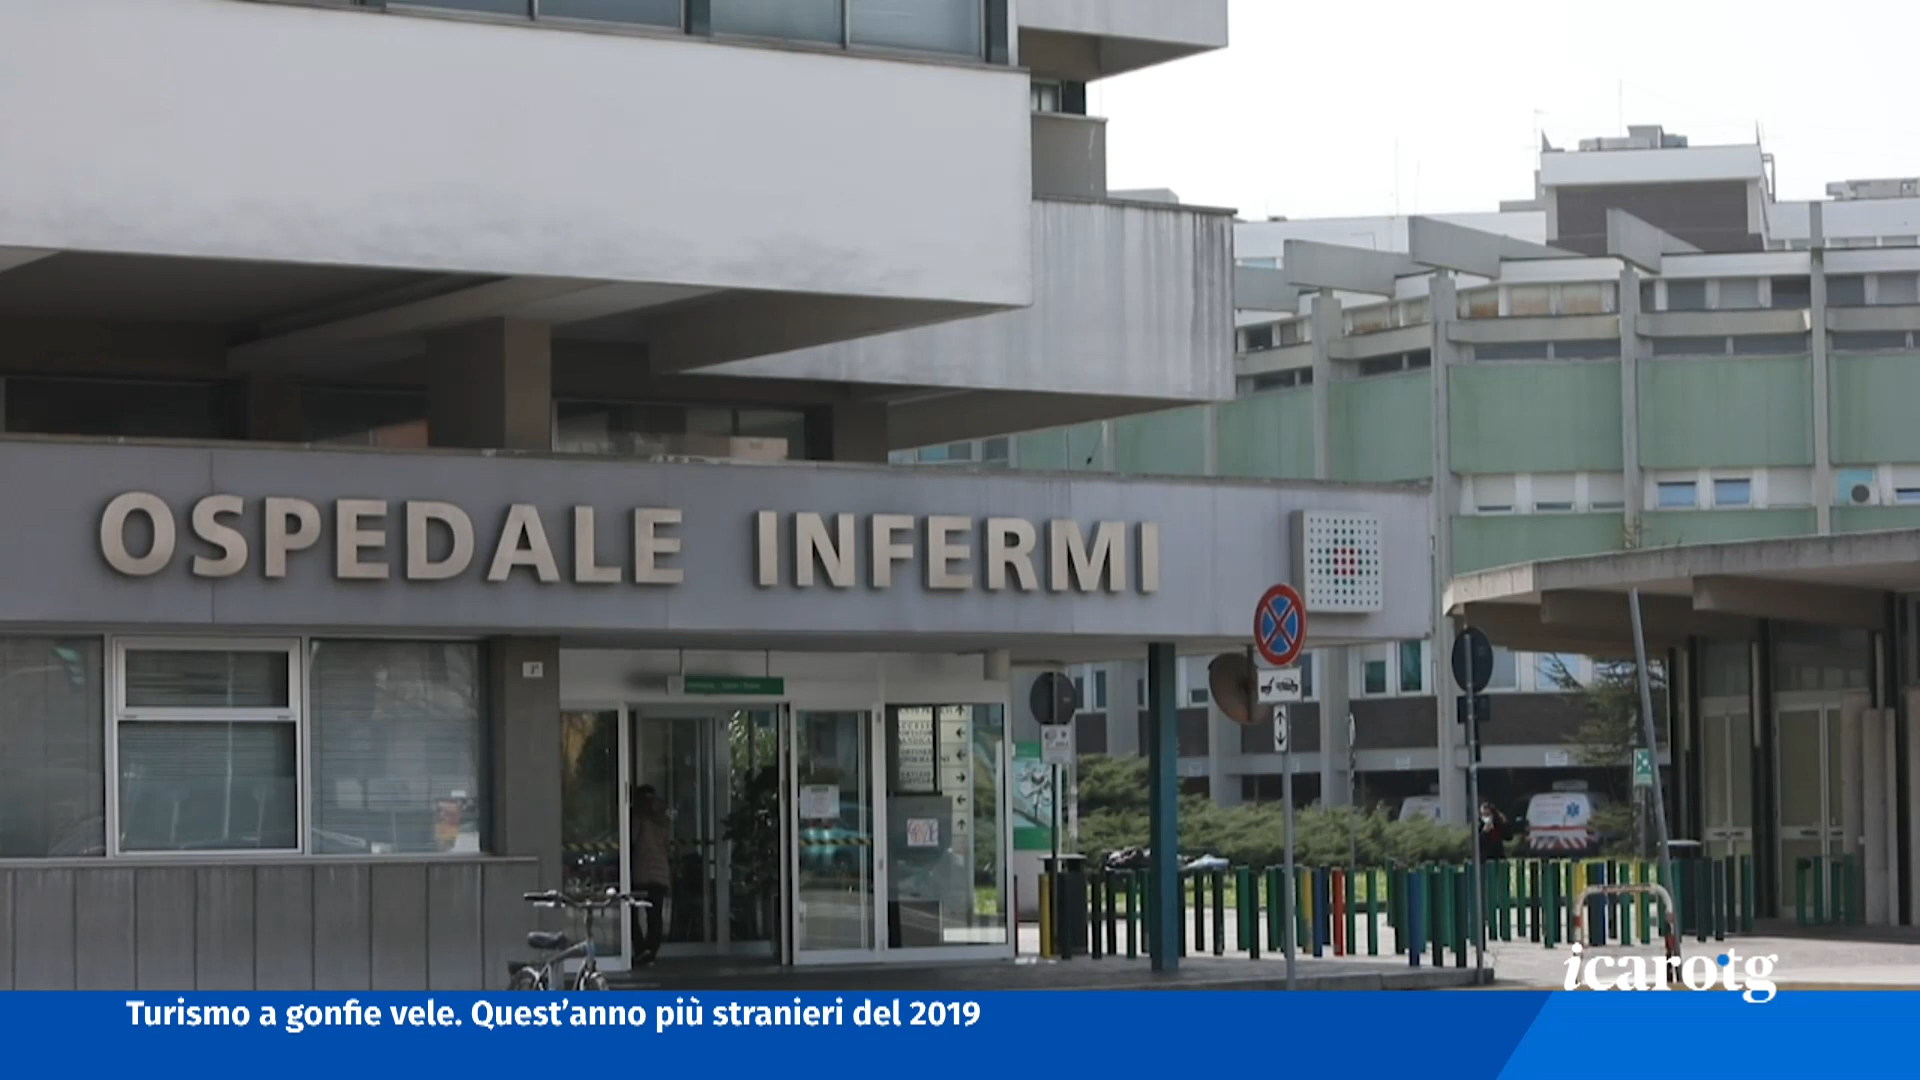 OSPEDALE INFERMI
icarotg
Turismo a gonfie vele. Quest'anno più stranieri del 2019